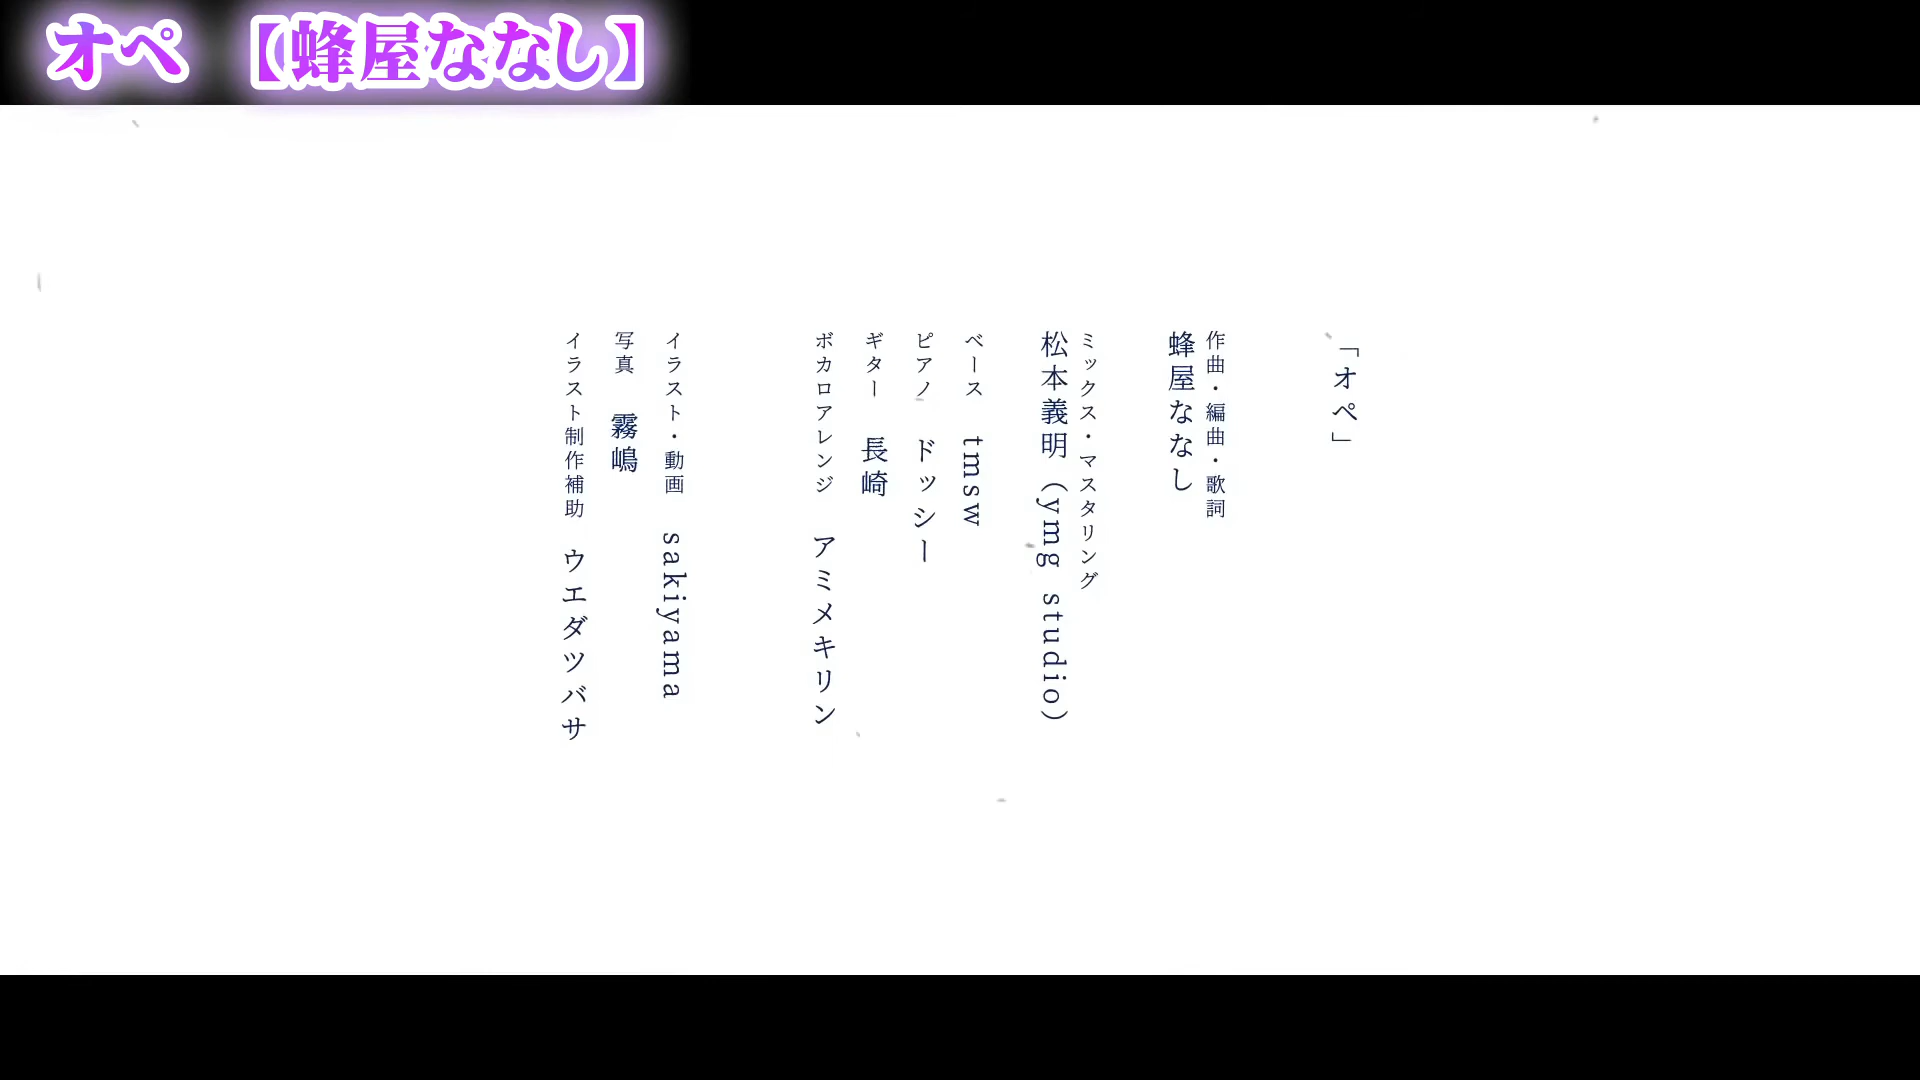 オペ 【蜂屋ななし】
「オペ」
作曲・編曲・歌詞
蜂屋ななし
ミックス・マスタリング
松本義明（ymg studio）
ベース tmsw
ピアノ ドッシー
ギター 長崎
ボカロアレンジ アミメキリン
イラスト・動画 sakiyama
写真 霧嶋
イラスト制作補助 ウエダツバサ